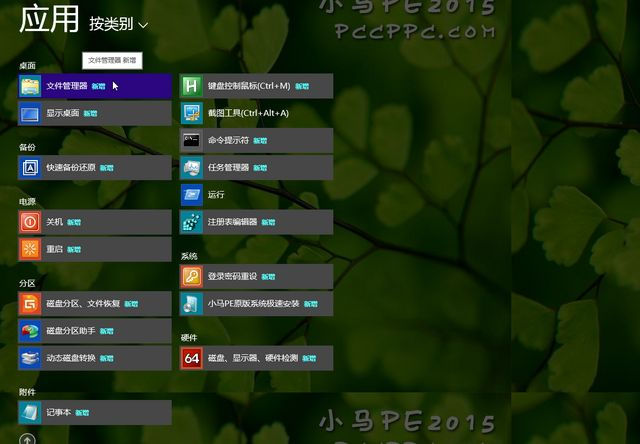 应用 按类别
小马PE2015
PCCPPC.COM
文件管理器 新增
桌面
文件管理器 新增
显示桌面 新增
备份
快速备份还原 新增
电源
关机 新增
重启 新增
分区
磁盘分区、文件恢复 新增
磁盘分区助手 新增
动态磁盘转换 新增
附件
记事本 新增
键盘控制鼠标(Ctrl+M) 新增
截图工具(Ctrl+Alt+A)
命令提示符 新增
任务管理器 新增
运行
注册表编辑器 新增
系统
登录密码重设 新增
小马PE原版系统极速安装 新增
硬件
64 磁盘、显示器、硬件检测 新增
小马PE2015